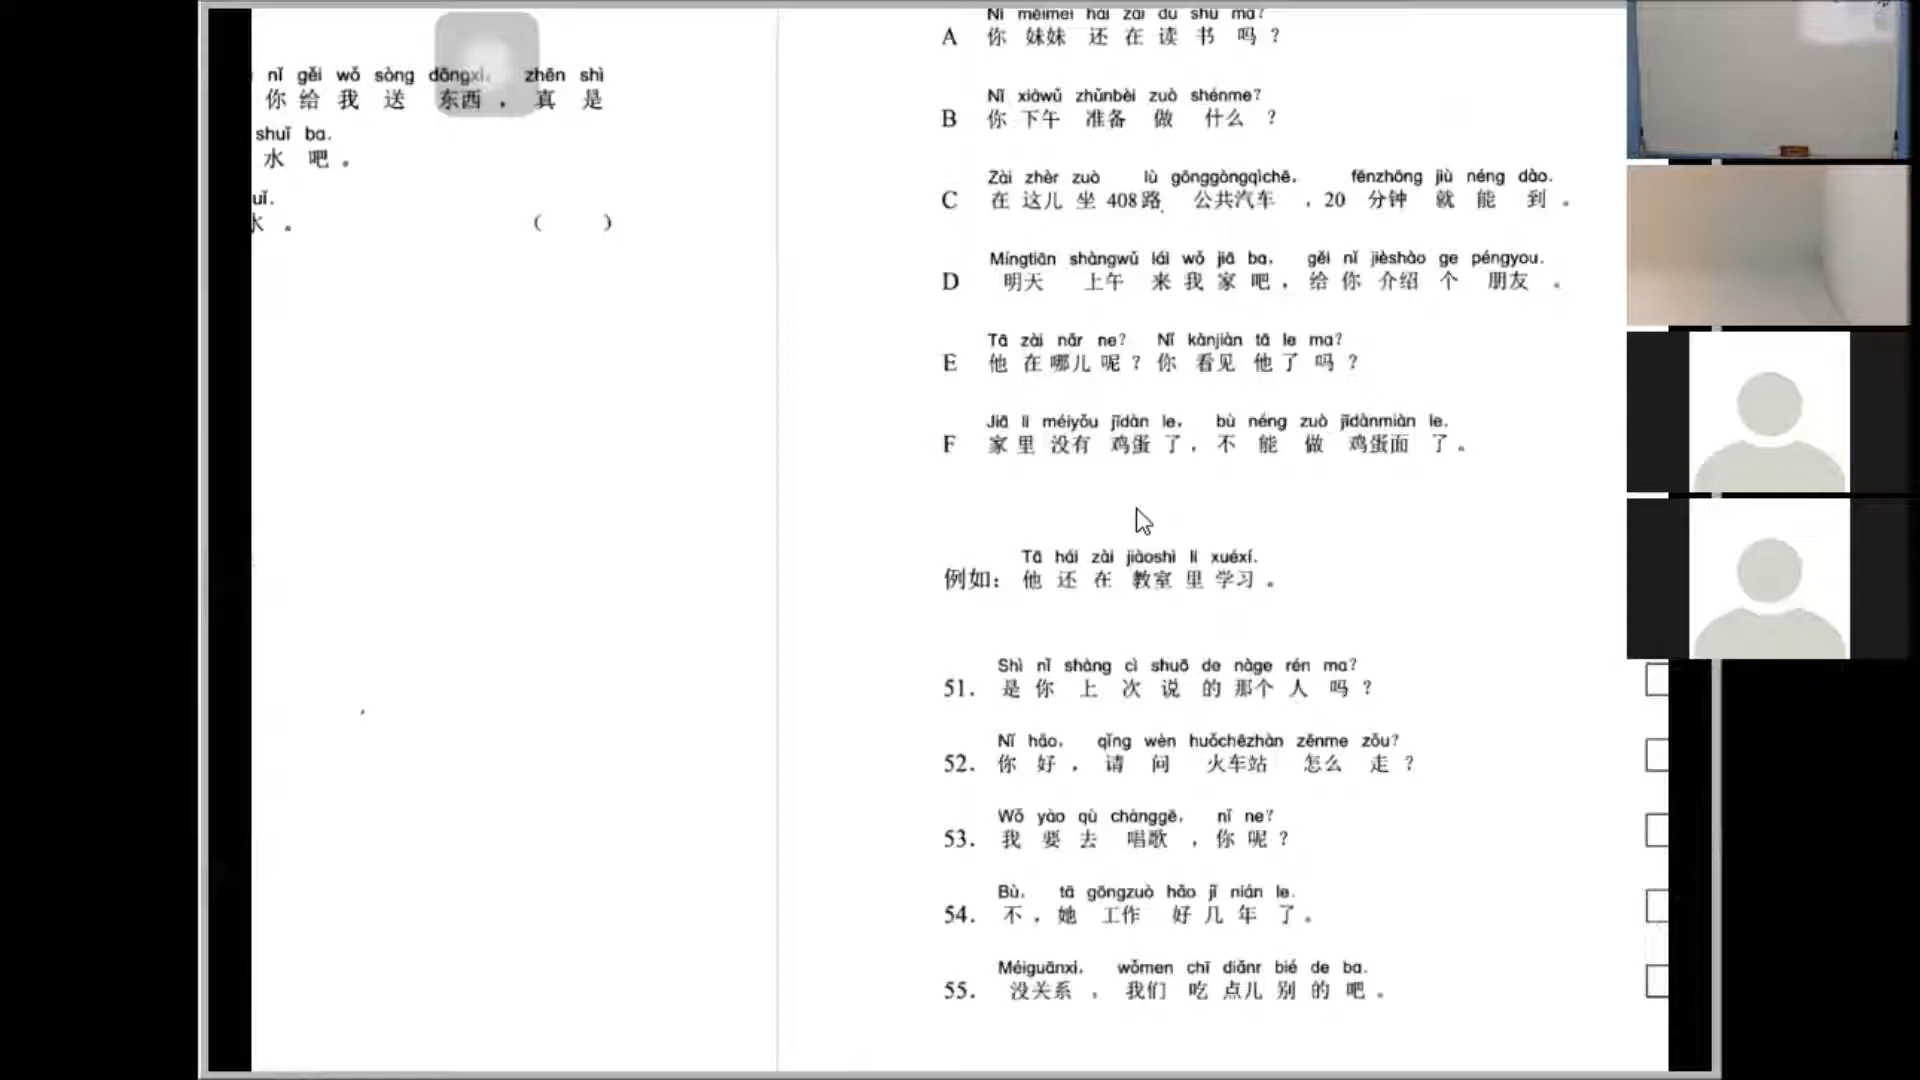 nǐ gěi wǒ sòng dōngxi, zhēn shì
你 给 我 送 东西 , 真 是
shuǐ ba.
水 吧 。
。 ( )
Nǐ mèimei hái zài dú shū ma?
A 你 妹妹 还 在 读 书 吗 ?
Nǐ xiàwǔ zhǔnbèi zuò shénme?
B 你 下午 准备 做 什么 ?
Zài zhèr zuò lù gōnggòngqìchē, fēnzhōng jiù néng dào.
C 在 这儿 坐 408 路 公共汽车 , 20 分钟 就 能 到 。
Míngtiān shàngwǔ lái wǒ jiā ba, gěi nǐ jièshào ge péngyou.
D 明天 上午 来 我 家 吧 , 给 你 介绍 个 朋友 。
Tā zài nǎr ne? Nǐ kànjiàn tā le ma?
E 他 在 哪儿 呢 ? 你 看见 他 了 吗 ?
Jiā li méiyǒu jīdàn le, bù néng zuò jīdànmiàn le.
F 家 里 没有 鸡蛋 了 , 不 能 做 鸡蛋面 了 。
Tā hái zài jiàoshì li xuéxí.
例如: 他 还 在 教室 里 学习 。
Shì nǐ shàng cì shuō de nàge rén ma?
51. 是 你 上 次 说 的 那个 人 吗 ?
Nǐ hǎo, qǐng wèn huǒchēzhàn zěnme zǒu?
52. 你 好 , 请 问 火车站 怎么 走 ?
Wǒ yào qù chànggē, nǐ ne?
53. 我 要 去 唱歌 , 你 呢 ?
Bù, tā gōngzuò hǎo jǐ nián le.
54. 不 , 她 工作 好 几 年 了 。
Méiguānxi, wǒmen chī diǎnr bié de ba.
55. 没关系 , 我们 吃 点儿 别 的 吧 。